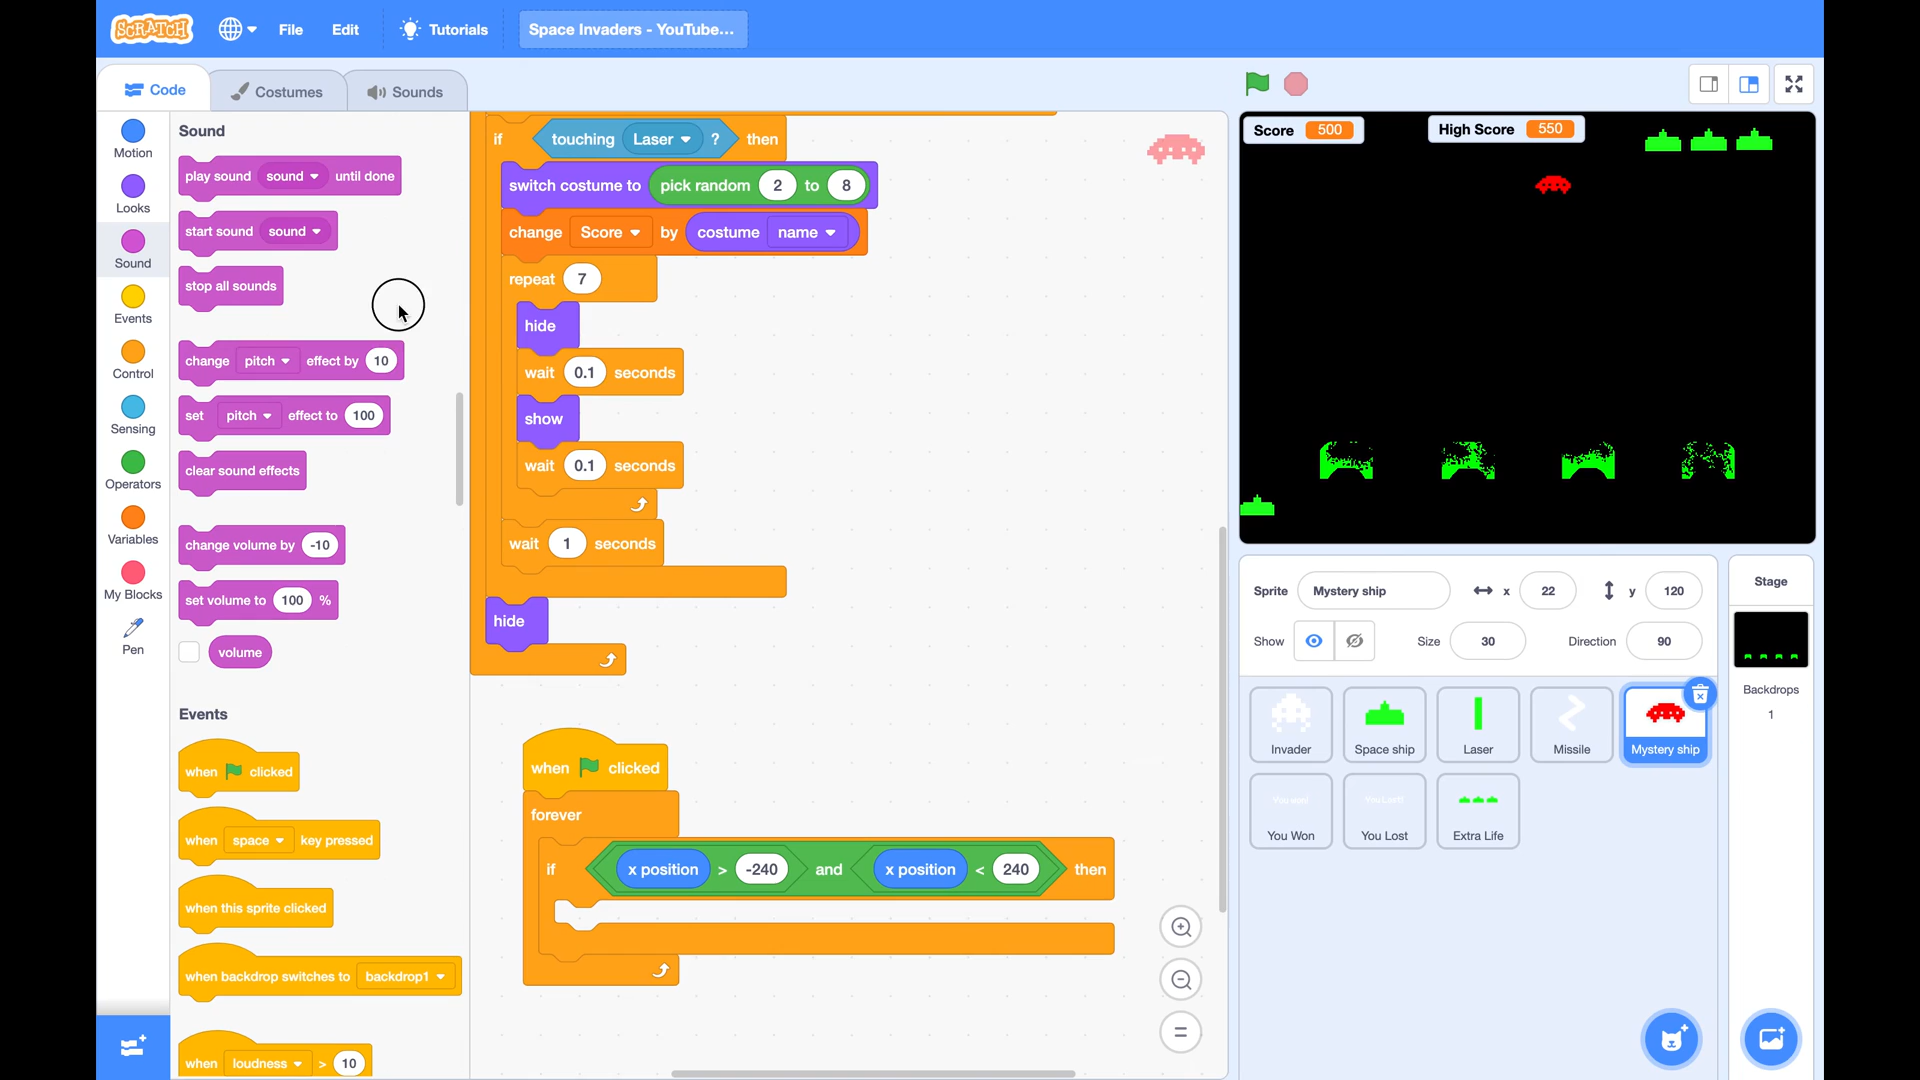 SCRATCH File Edit Tutorials Space Invaders - YouTube...
Code Costumes Sounds
Motion
Looks
Sound
Events
Control
Sensing
Operators
Variables
My Blocks
Pen
Sound
play sound sound until done
start sound sound
stop all sounds
change pitch effect by 10
set pitch effect to 100
clear sound effects
change volume by -10
set volume to 100 %
volume
Events
when clicked
when space key pressed
when this sprite clicked
when backdrop switches to backdrop1
when loudness > 10
if touching Laser ? then
switch costume to pick random 2 to 8
change Score by costume name
repeat 7
hide
wait 0.1 seconds
show
wait 0.1 seconds
wait 1 seconds
hide
when clicked
forever
if x position > -240 and x position < 240 then
Score 500 High Score 550
Sprite Mystery ship x 22 y 120
Show Size 30 Direction 90
Invader Space ship Laser Missile Mystery ship
You won! You Lost!
You Won You Lost Extra Life
Stage
Backdrops
1